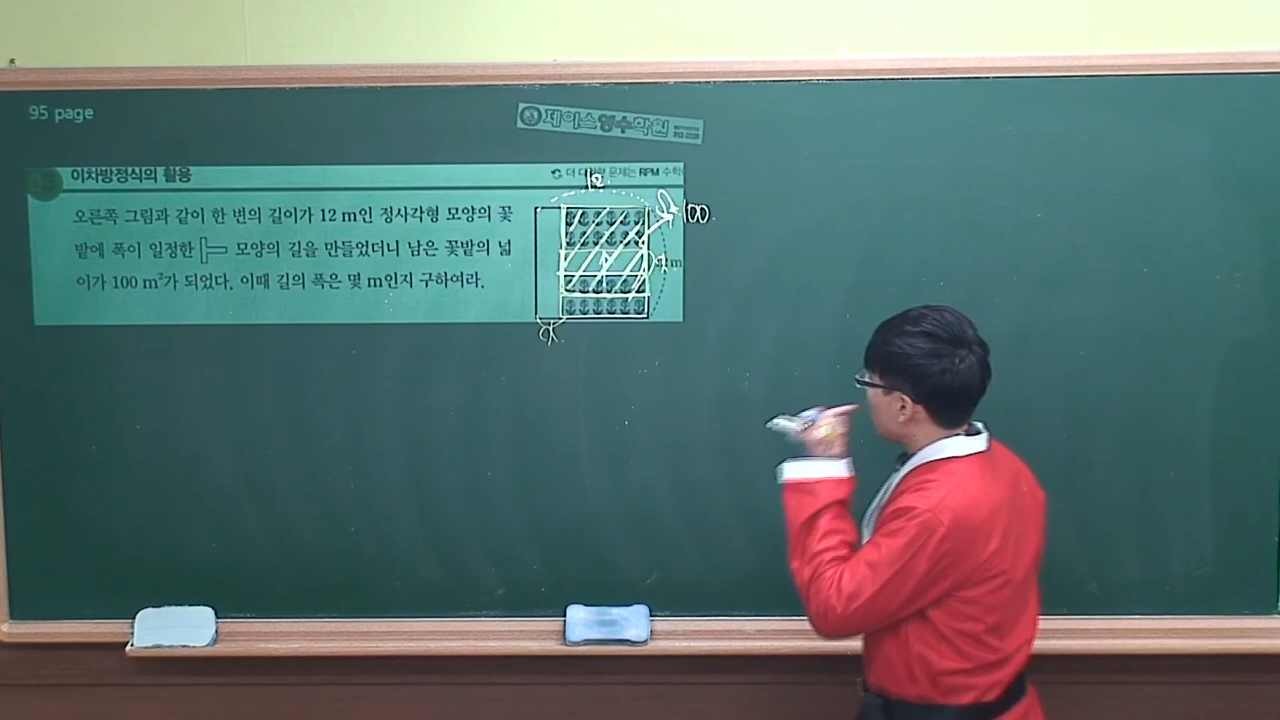 95 page
제이스영수학원
이차방정식의 활용
문제는 RPM 수학
12
오른쪽 그림과 같이 한 변의 길이가 12 m인 정사각형 모양의 꽃
100
밭에 폭이 일정한 모양의 길을 만들었더니 남은 꽃밭의 넓
이가 100 m²가 되었다. 이때 길의 폭은 몇 m인지 구하여라.
m
x
x